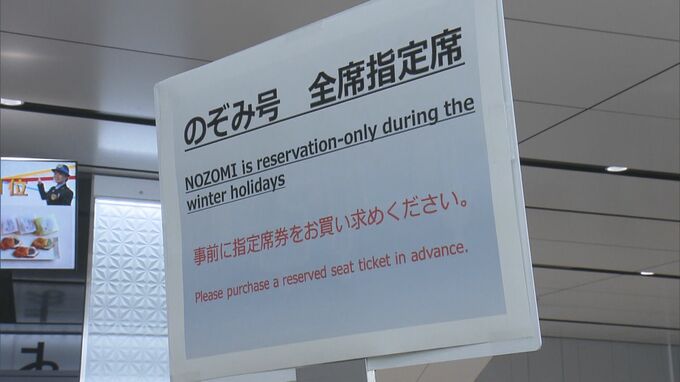 のぞみ号 全席指定席
NOZOMI is reservation-only during the
winter holidays
事前に指定席券をお買い求めください。
Please purchase a reserved seat ticket in advance.
位
お